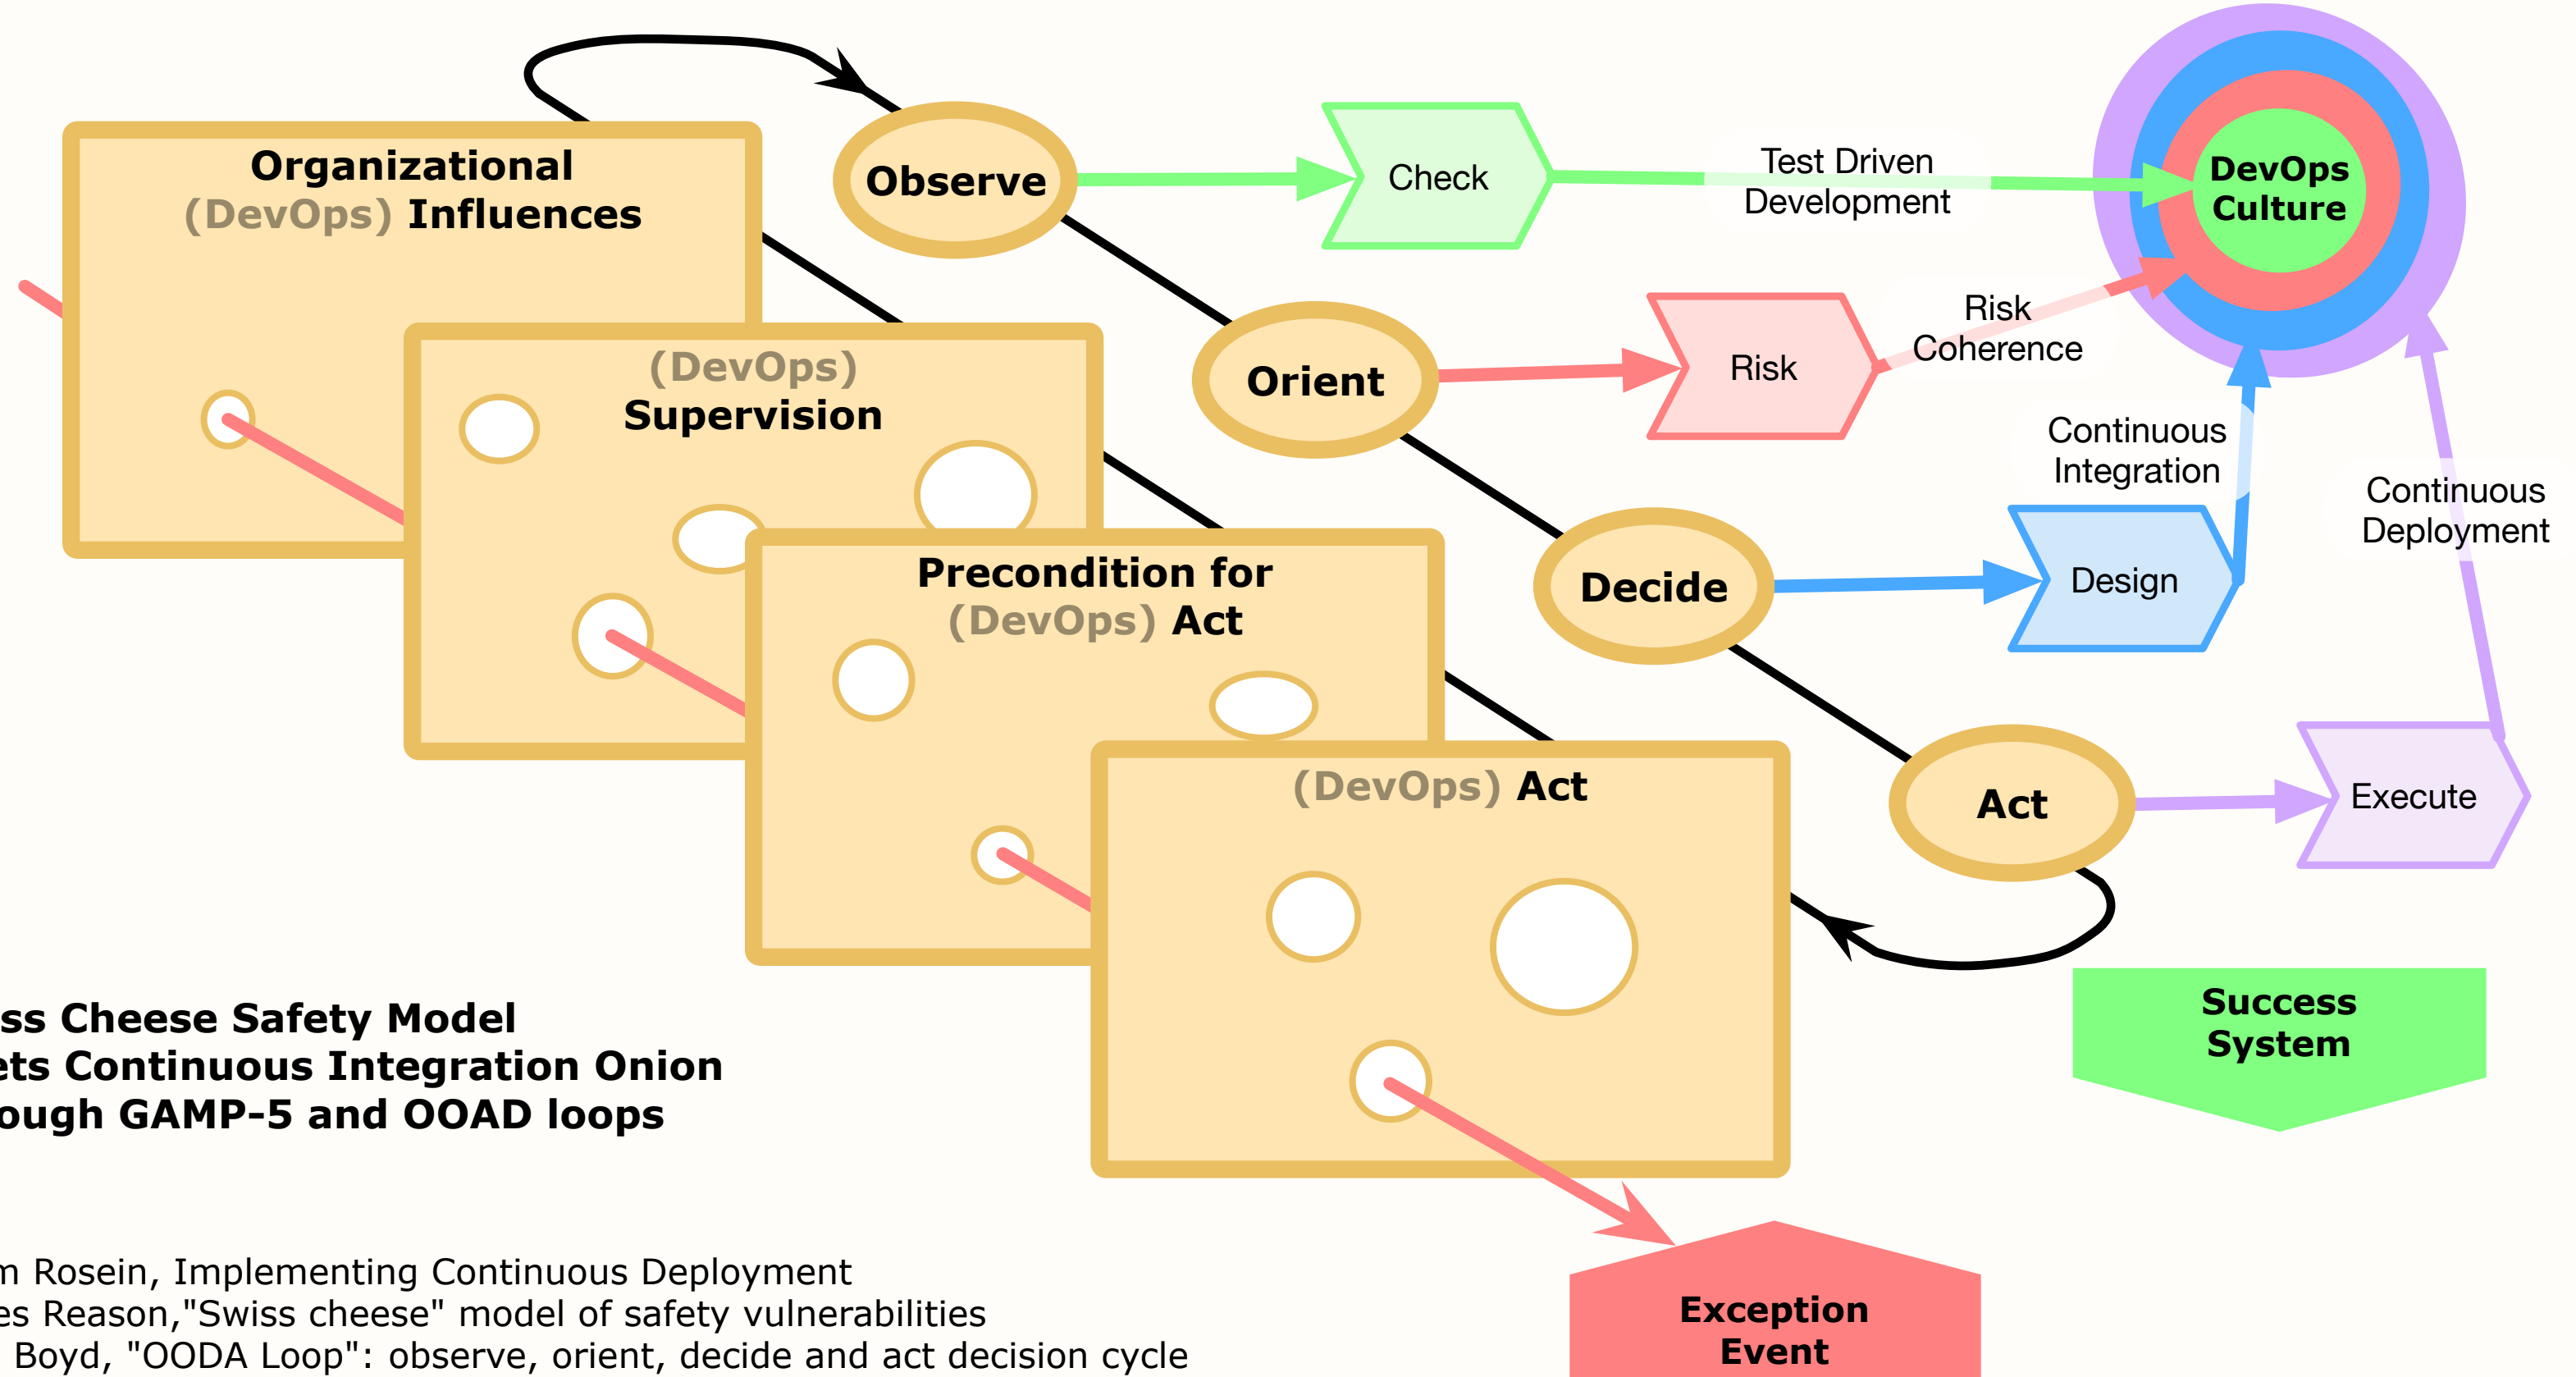 Organizational
(DevOps) Influences
(DevOps)
Supervision
Precondition for
(DevOps) Act
(DevOps) Act
Observe
Orient
Decide
Act
Check
Risk
Design
Execute
Test Driven
Development
Risk
Coherence
Continuous
Integration
Continuous
Deployment
DevOps
Culture
Success
System
Exception
Event
ss Cheese Safety Model
ets Continuous Integration Onion
ough GAMP-5 and OOAD loops
m Rosein, Implementing Continuous Deployment
es Reason,"Swiss cheese" model of safety vulnerabilities
Boyd, "OODA Loop": observe, orient, decide and act decision cycle